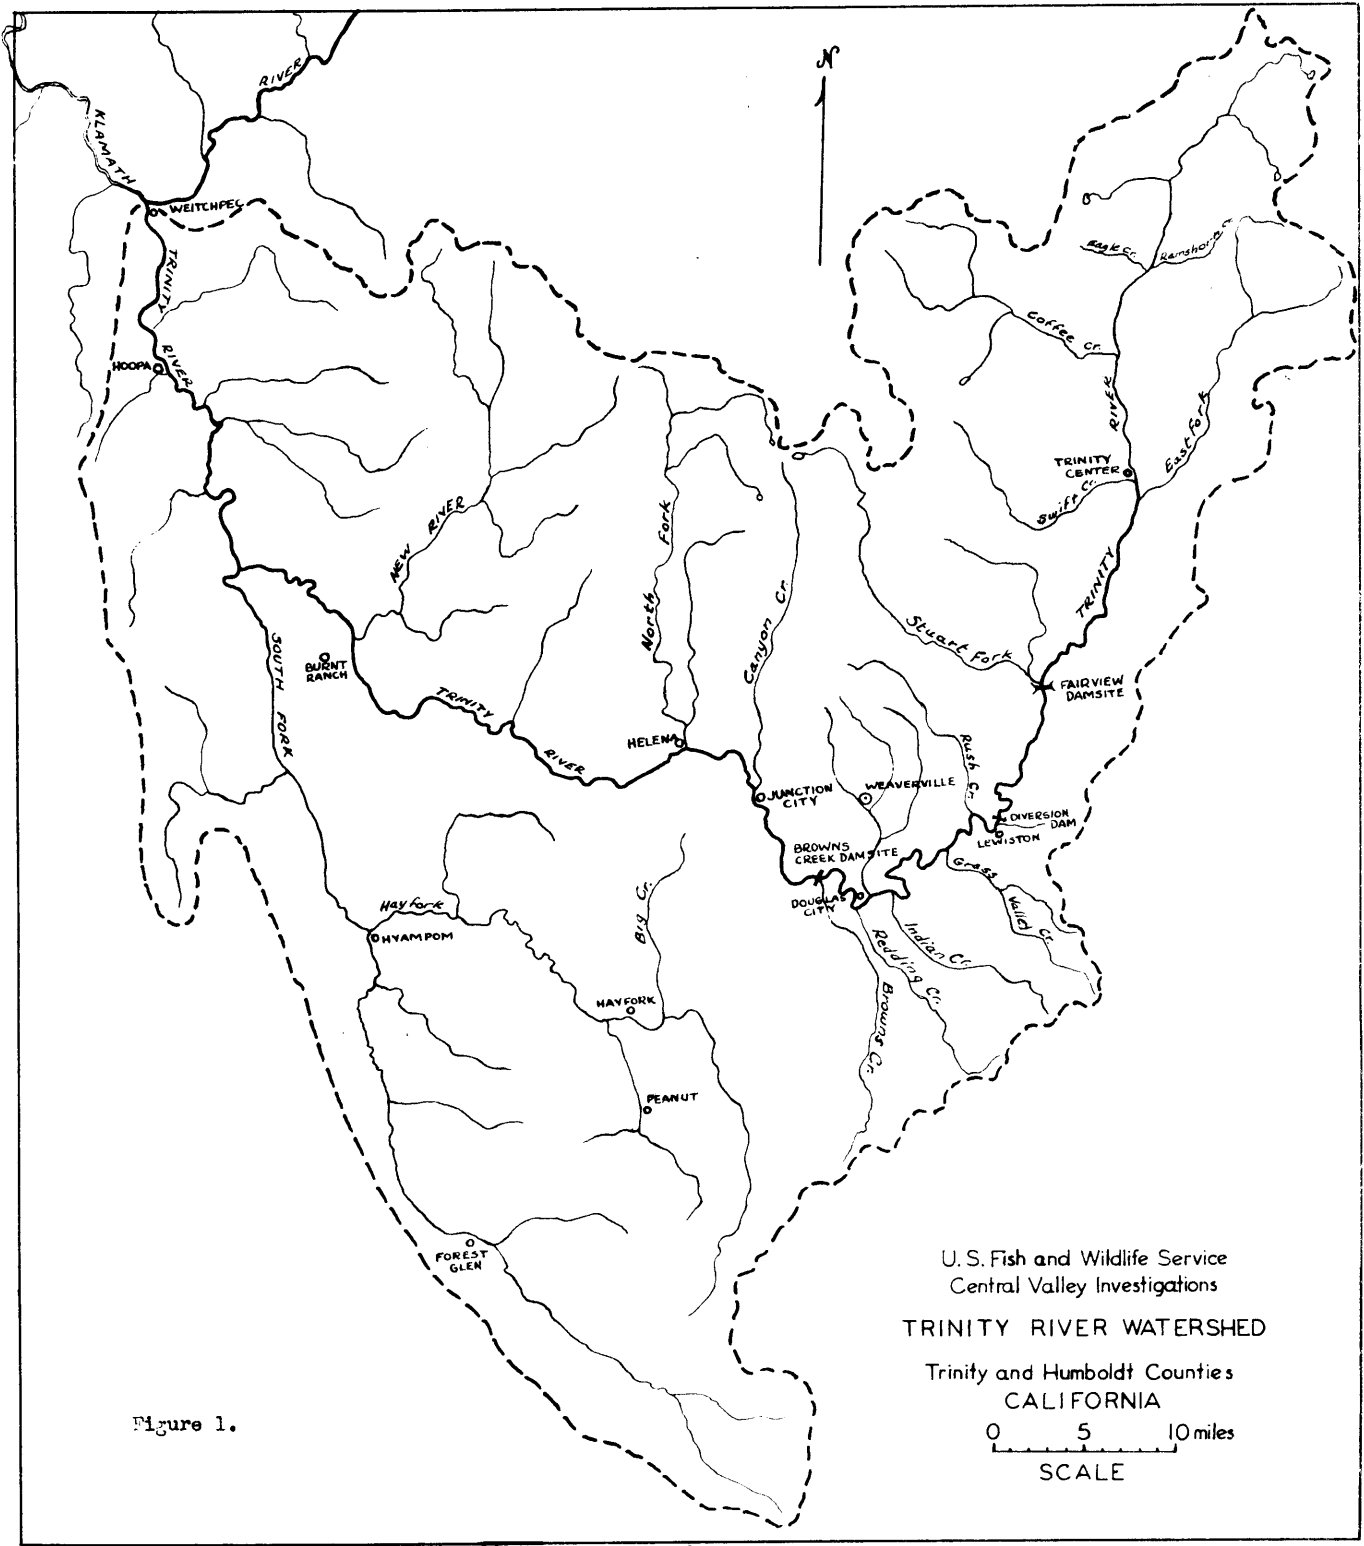 N
RIVER
KLAMATH
WEITCHPEC
TRINITY
RIVER
HOOPA
Eagle Cr.
Ramshorn Cr.
Coffee Cr.
RIVER
East Fork
TRINITY
CENTER
Swift Cr.
TRINITY
NEW RIVER
North Fork
Canyon Cr.
Stuart Fork
FAIRVIEW
DAMSITE
SOUTH FORK
BURNT
RANCH
TRINITY
RIVER
HELENA
JUNCTION
CITY
WEAVERVILLE
Rush Cr.
DIVERSION
DAM
LEWISTON
BROWNS
CREEK DAMSITE
DOUGLAS
CITY
Grass
Valley Cr.
Indian Cr.
Redding Cr.
Browns Cr.
Hayfork
HYAMPOM
Big Cr.
HAYFORK
PEANUT
FOREST
GLEN
U.S. Fish and Wildlife Service
Central Valley Investigations
TRINITY RIVER WATERSHED
Trinity and Humboldt Counties
CALIFORNIA
0 5 10 miles
SCALE
Figure 1.